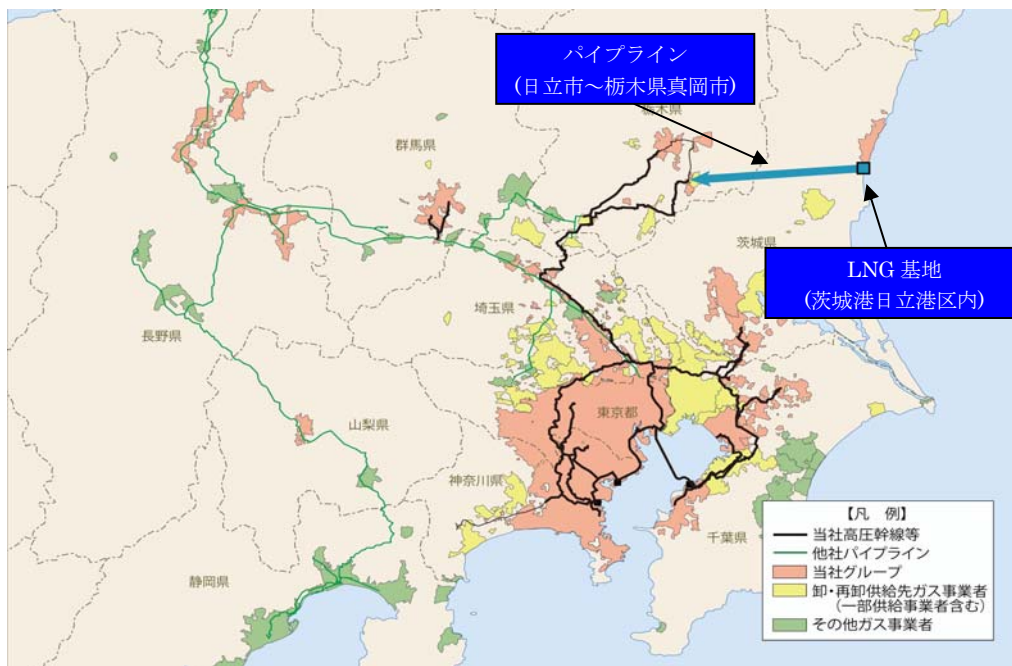 パイプライン
(日立市～栃木県真岡市)
栃木県
群馬県
茨城県
LNG 基地
(茨城港日立港区内)
埼玉県
長野県
東京都
山梨県
神奈川県
千葉県
静岡県
【凡 例】
当社高圧幹線等
他社パイプライン
当社グループ
卸・再卸供給先ガス事業者
(一部供給事業者含む)
その他ガス事業者